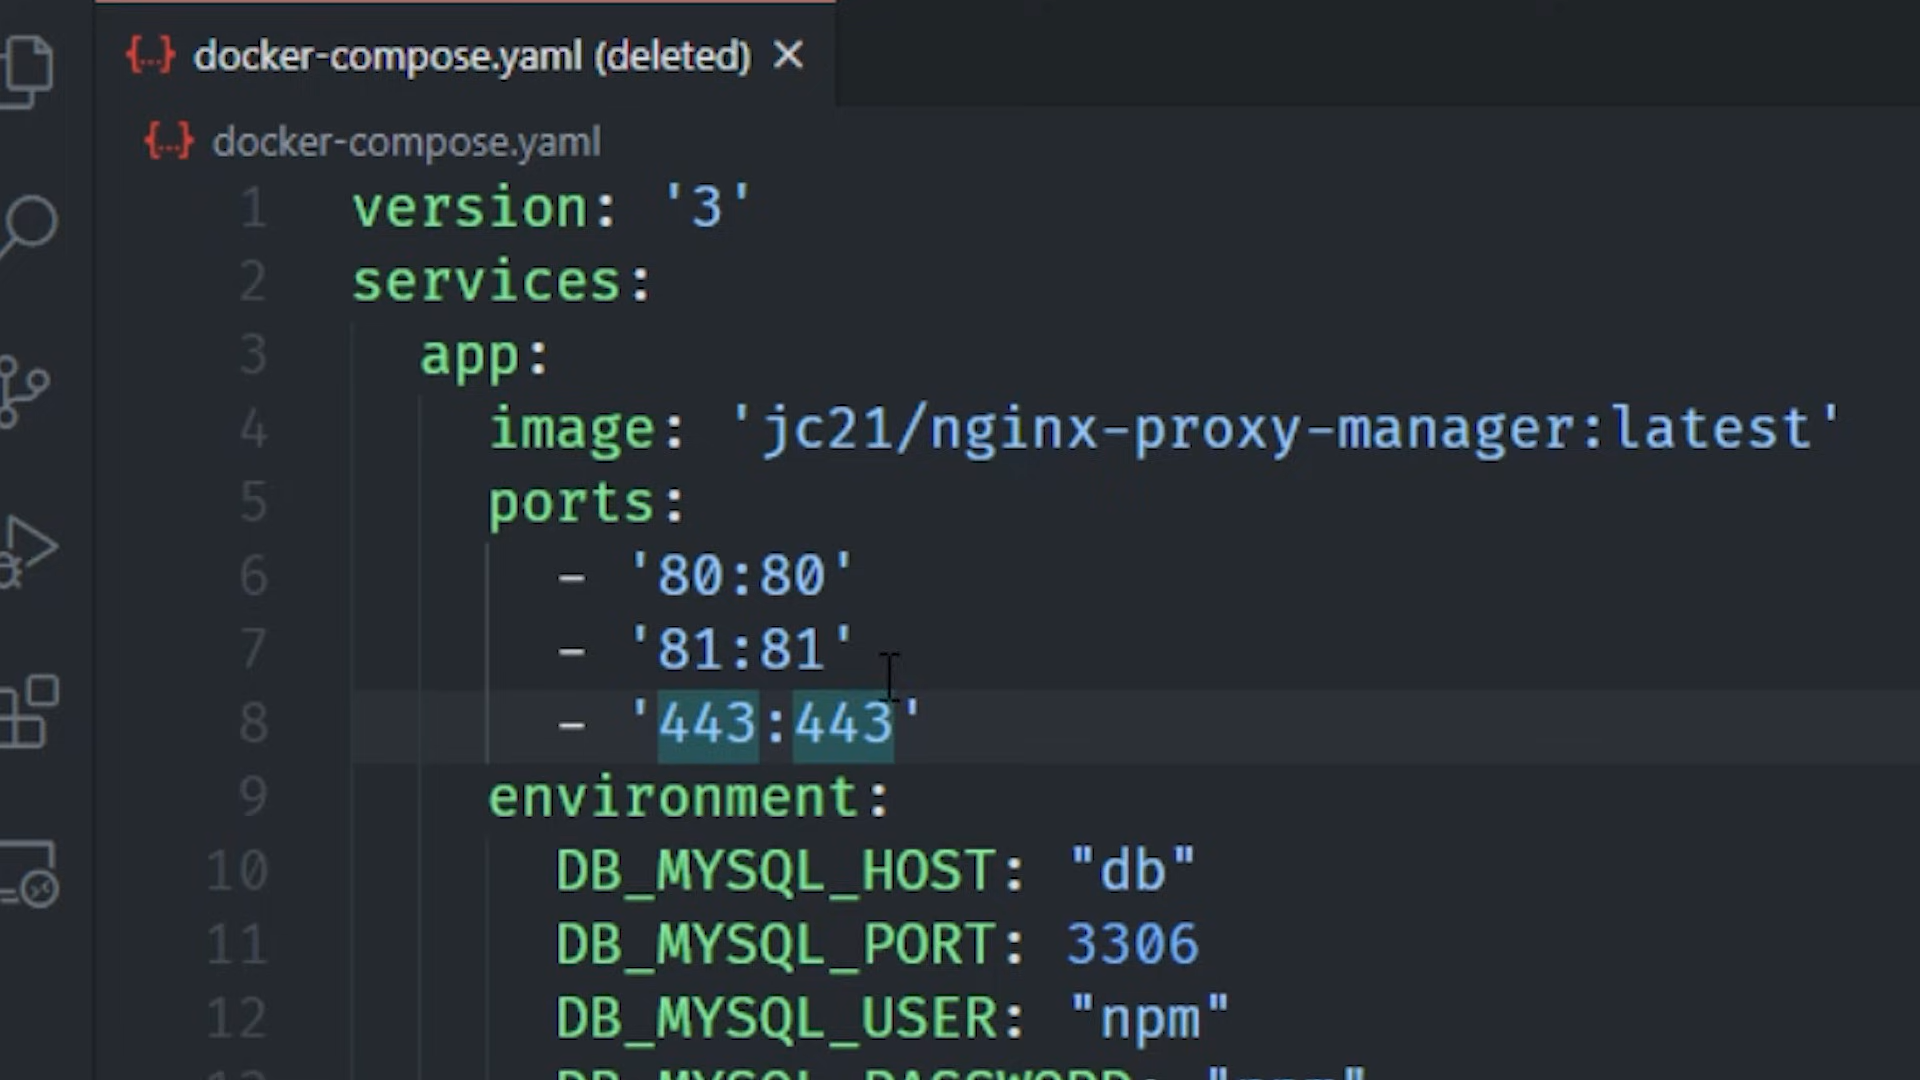 docker-compose.yaml (deleted)
docker-compose.yaml
1 version: '3'
2 services:
3 app:
4 image: 'jc21/nginx-proxy-manager:latest'
5 ports:
6 - '80:80'
7 - '81:81'
8 - '443:443'
9 environment:
10 DB_MYSQL_HOST: "db"
11 DB_MYSQL_PORT: 3306
12 DB_MYSQL_USER: "npm"